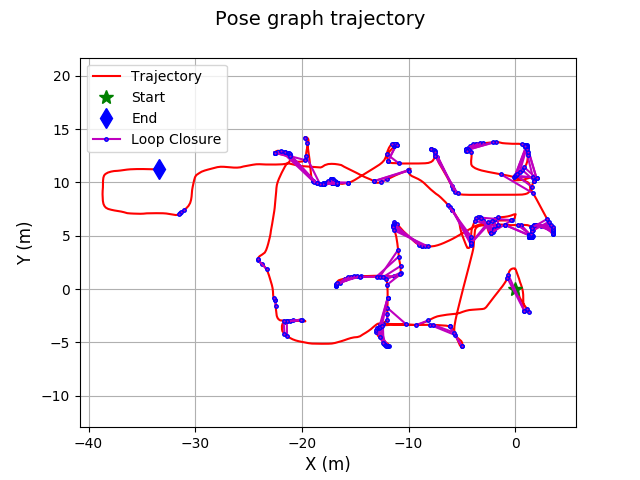 Pose graph trajectory
Trajectory
Start
End
Loop Closure
20
15
10
5
0
−5
−10
Y (m)
−40 −30 −20 −10 0
X (m)